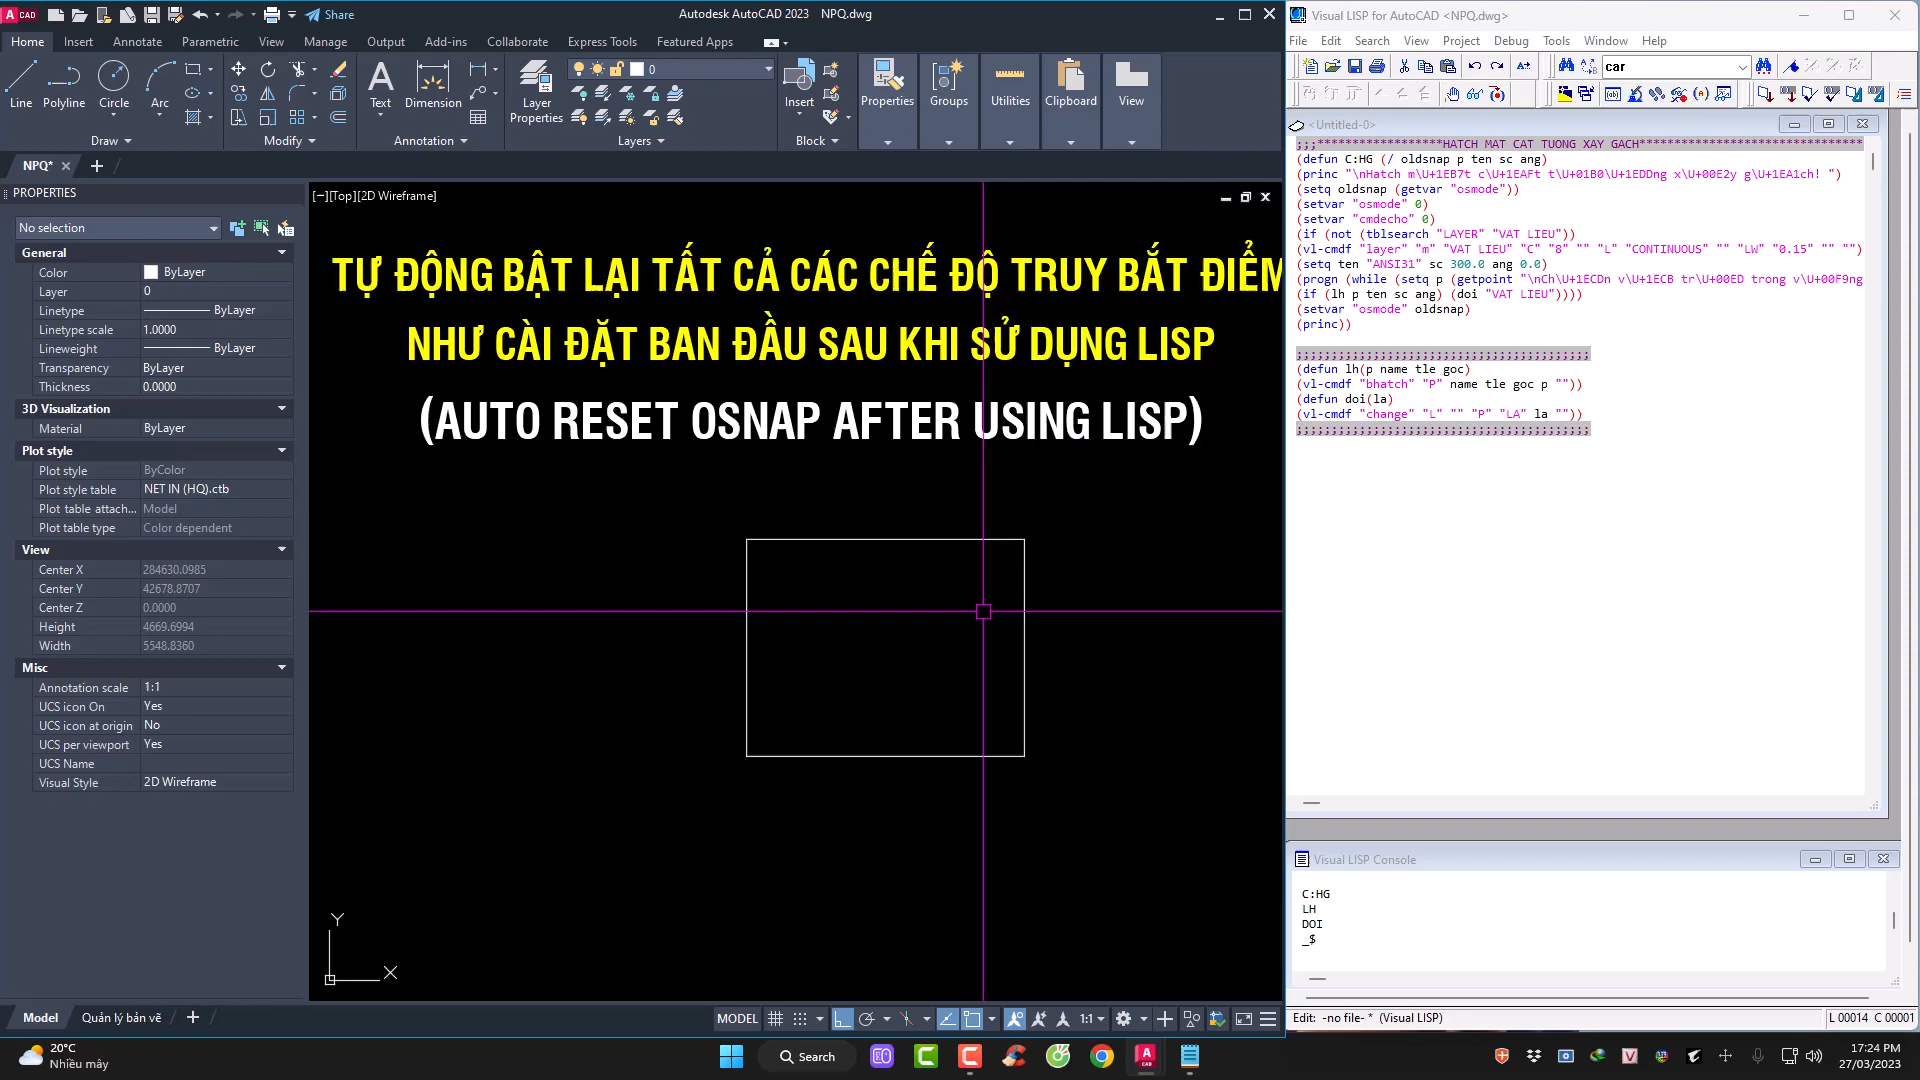 CAD
Share
Autodesk AutoCAD 2023 NPQ.dwg
Home Insert Annotate Parametric View Manage Output Add-ins Collaborate Express Tools Featured Apps
Line Polyline Circle Arc
Text Dimension
Layer Properties
0
Insert
Properties Groups Utilities Clipboard View
Draw Modify Annotation Layers Block
NPQ*
PROPERTIES
No selection
General
Color ByLayer
Layer 0
Linetype ByLayer
Linetype scale 1.0000
Lineweight ByLayer
Transparency ByLayer
Thickness 0.0000
3D Visualization
Material ByLayer
Plot style
Plot style ByColor
Plot style table NET IN (HQ).ctb
Plot table attach... Model
Plot table type Color dependent
View
Center X 284630.0985
Center Y 42678.8707
Center Z 0.0000
Height 4669.6994
Width 5548.8360
Misc
Annotation scale 1:1
UCS icon On Yes
UCS icon at origin No
UCS per viewport Yes
UCS Name
Visual Style 2D Wireframe
[−][Top][2D Wireframe]
TỰ ĐỘNG BẬT LẠI TẤT CẢ CÁC CHẾ ĐỘ TRUY BẮT ĐIỂM
NHƯ CÀI ĐẶT BAN ĐẦU SAU KHI SỬ DỤNG LISP
(AUTO RESET OSNAP AFTER USING LISP)
Y
X
Model Quản lý bản vẽ
MODEL 1:1
Visual LISP for AutoCAD <NPQ.dwg>
File Edit Search View Project Debug Tools Window Help
car
<Untitled-0>
;;;******************HATCH MAT CAT TUONG XAY GACH********************************
(defun C:HG (/ oldsnap p ten sc ang)
(princ "\nHatch m\U+1EB7t c\U+1EAFt t\U+01B0\U+1EDDng x\U+00E2y g\U+1EA1ch! ")
(setq oldsnap (getvar "osmode"))
(setvar "osmode" 0)
(setvar "cmdecho" 0)
(if (not (tblsearch "LAYER" "VAT LIEU"))
(vl-cmdf "layer" "m" "VAT LIEU" "C" "8" "" "L" "CONTINUOUS" "" "LW" "0.15" "" "")
(setq ten "ANSI31" sc 300.0 ang 0.0)
(progn (while (setq p (getpoint "\nCh\U+1ECDn v\U+1ECB tr\U+00ED trong v\U+00F9ng
(if (lh p ten sc ang) (doi "VAT LIEU"))))
(setvar "osmode" oldsnap)
(princ))
;;;;;;;;;;;;;;;;;;;;;;;;;;;;;;;;;;;;;;;;;;
(defun lh(p name tle goc)
(vl-cmdf "bhatch" "P" name tle goc p ""))
(defun doi(la)
(vl-cmdf "change" "L" "" "P" "LA" la ""))
;;;;;;;;;;;;;;;;;;;;;;;;;;;;;;;;;;;;;;;;;;
Visual LISP Console
C:HG
LH
DOI
_$
Edit: -no file- * (Visual LISP)
L 00014 C 00001
20°C
Nhiều mây
Search
17:24 PM
27/03/2023